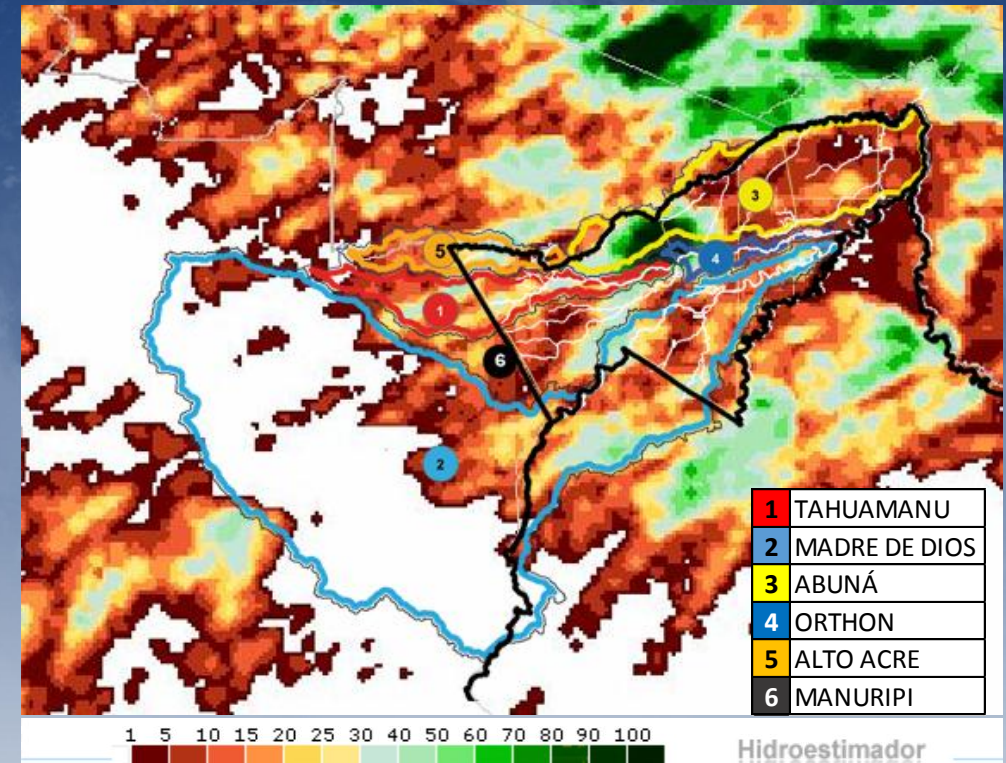 3
5
4
1
6
2
1 TAHUAMANU
2 MADRE DE DIOS
3 ABUNÁ
4 ORTHON
5 ALTO ACRE
6 MANURIPI
1 5 10 15 20 25 30 40 50 60 70 80 90 100
Hidroestimador